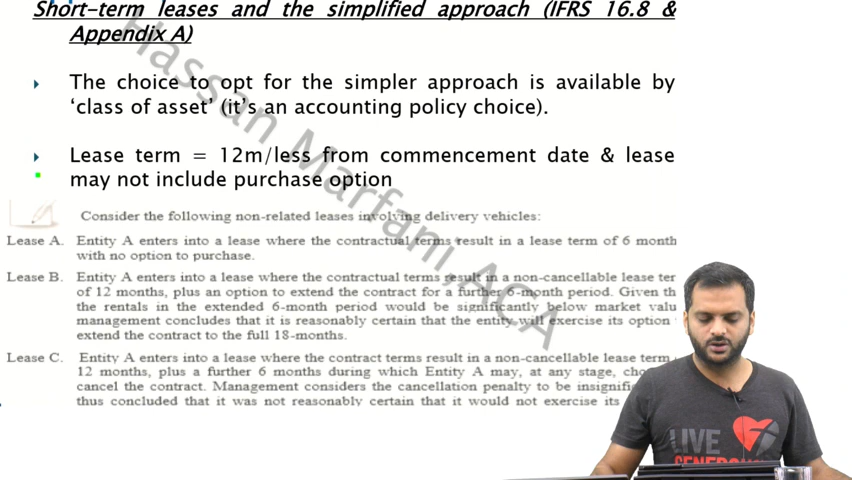 Short-term leases and the simplified approach (IFRS 16.8 &
Appendix A)
The choice to opt for the simpler approach is available by
‘class of asset’ (it’s an accounting policy choice).
Lease term = 12m/less from commencement date & lease
may not include purchase option
Consider the following non-related leases involving delivery vehicles:
Lease A. Entity A enters into a lease where the contractual terms result in a lease term of 6 month
with no option to purchase.
Lease B. Entity A enters into a lease where the contractual terms result in a non-cancellable lease ter
of 12 months, plus an option to extend the contract for a further 6-month period. Given th
the rentals in the extended 6-month period would be significantly below market valu
management concludes that it is reasonably certain that the entity will exercise its option
extend the contract to the full 18-months.
Lease C. Entity A enters into a lease where the contract terms result in a non-cancellable lease term
12 months, plus a further 6 months during which Entity A may, at any stage, cho
cancel the contract. Management considers the cancellation penalty to be insignifi
thus concluded that it was not reasonably certain that it would not exercise its
Hassan Marfani, ACA
LIVE